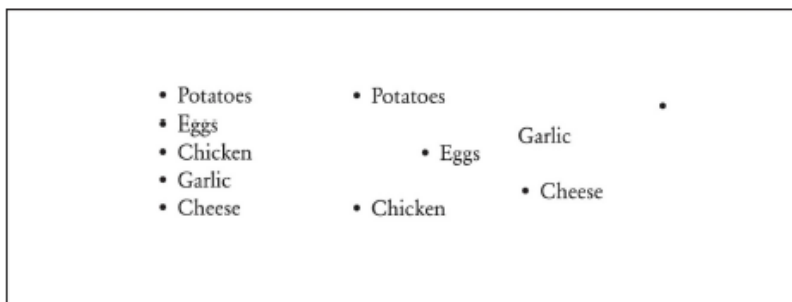 • Potatoes
• Eggs
• Chicken
• Garlic
• Cheese
• Potatoes
• Eggs
• Chicken
Garlic
• Cheese
•